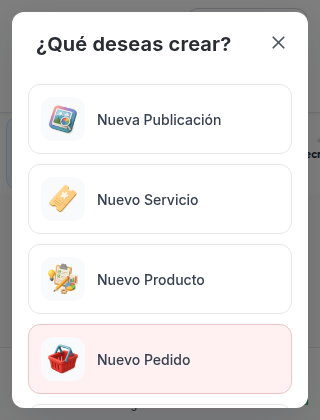 ¿Qué deseas crear?
Nueva Publicación
Nuevo Servicio
Nuevo Producto
Nuevo Pedido